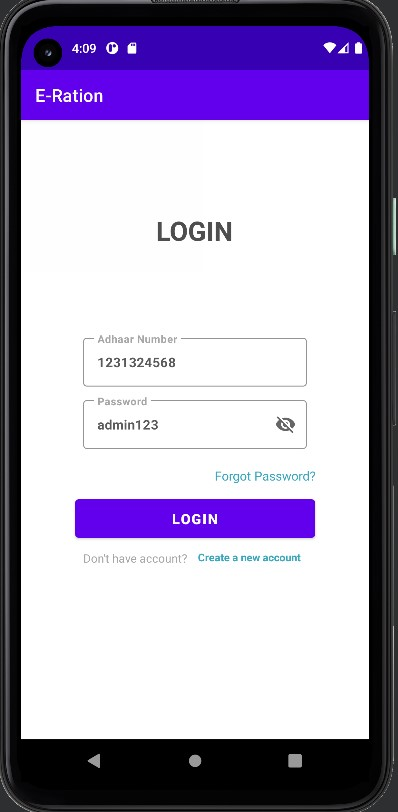 4:09
E-Ration
LOGIN
Adhaar Number
1231324568
Password
admin123
Forgot Password?
LOGIN
Don't have account? Create a new account